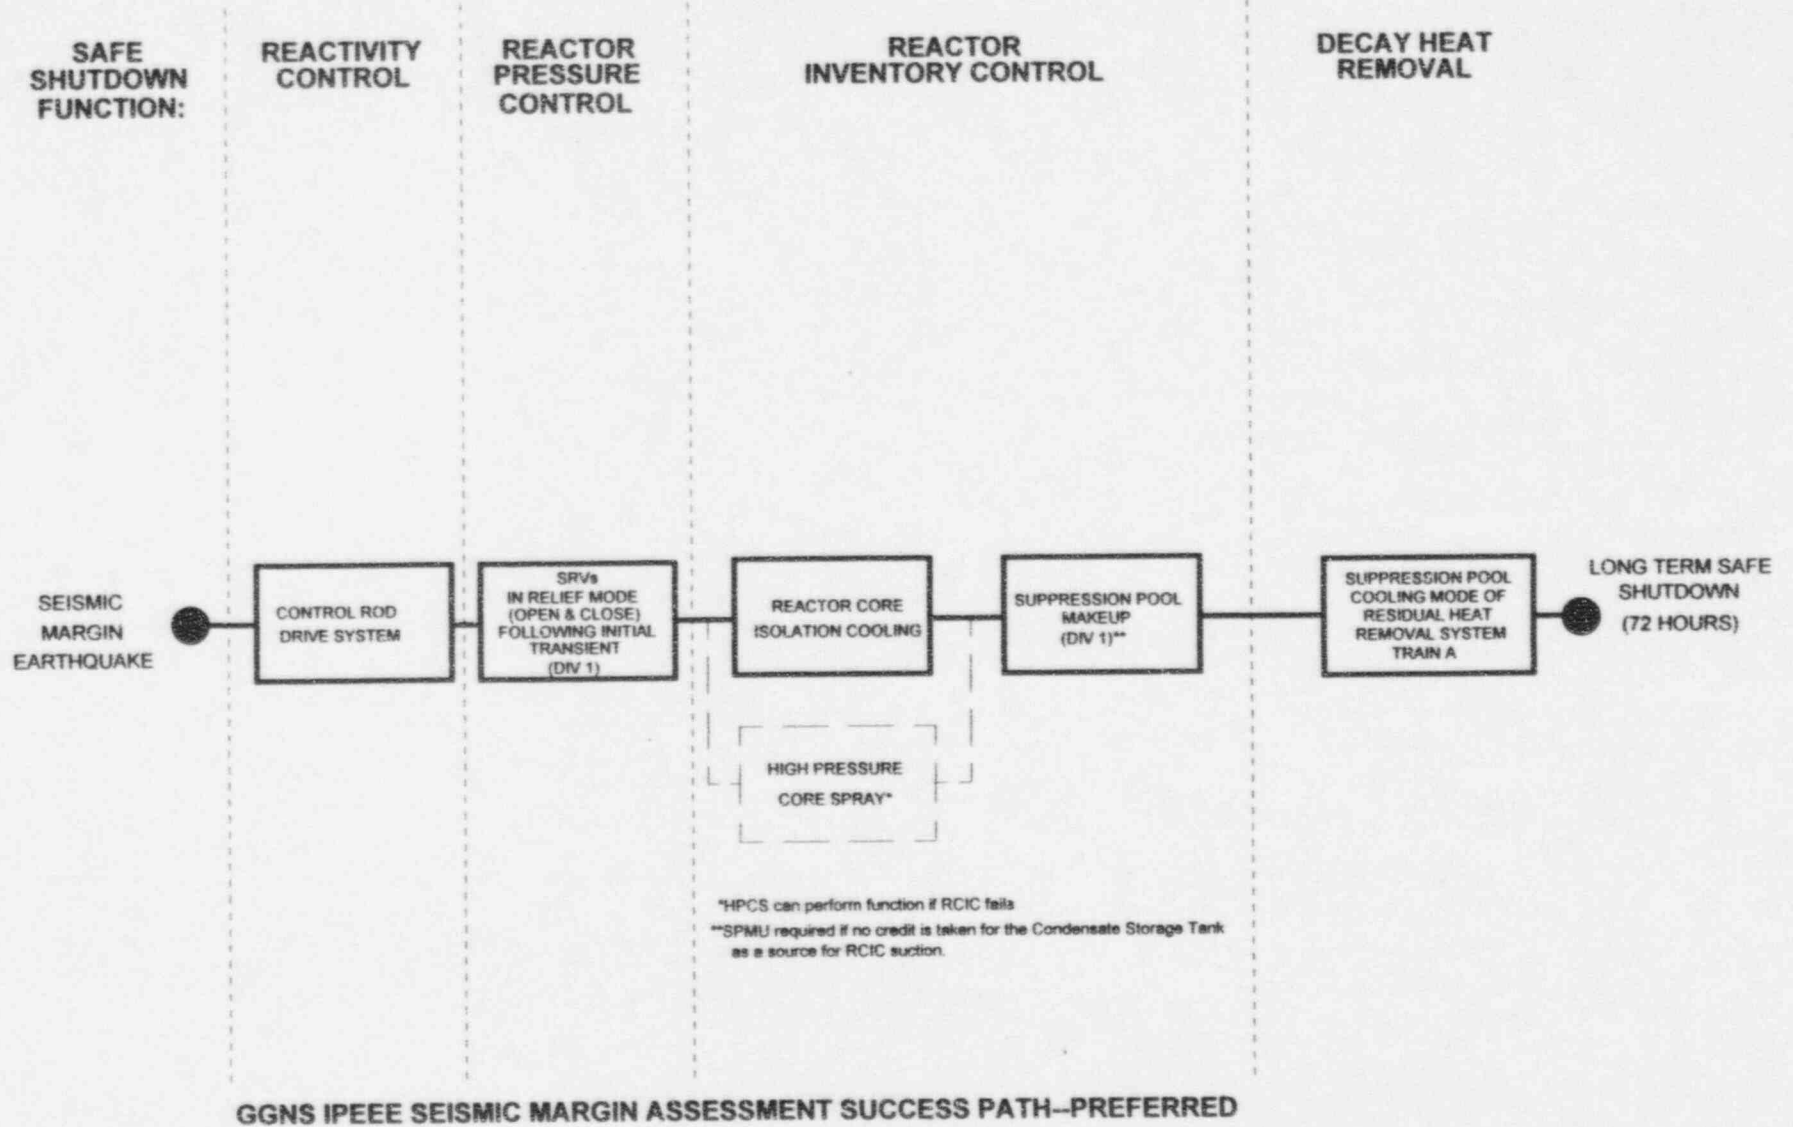 SAFE
SHUTDOWN
FUNCTION:
REACTIVITY
CONTROL
REACTOR
PRESSURE
CONTROL
REACTOR
INVENTORY CONTROL
DECAY HEAT
REMOVAL
SEISMIC
MARGIN
EARTHQUAKE
CONTROL ROD
DRIVE SYSTEM
SRVs
IN RELIEF MODE
(OPEN & CLOSE)
FOLLOWING INITIAL
TRANSIENT
(DIV 1)
REACTOR CORE
ISOLATION COOLING
SUPPRESSION POOL
MAKEUP
(DIV 1)**
SUPPRESSION POOL
COOLING MODE OF
RESIDUAL HEAT
REMOVAL SYSTEM
TRAIN A
LONG TERM SAFE
SHUTDOWN
(72 HOURS)
HIGH PRESSURE
CORE SPRAY*
*HPCS can perform function if RCIC fails
**SPMU required if no credit is taken for the Condensate Storage Tank
as a source for RCIC suction.
GGNS IPEEE SEISMIC MARGIN ASSESSMENT SUCCESS PATH--PREFERRED